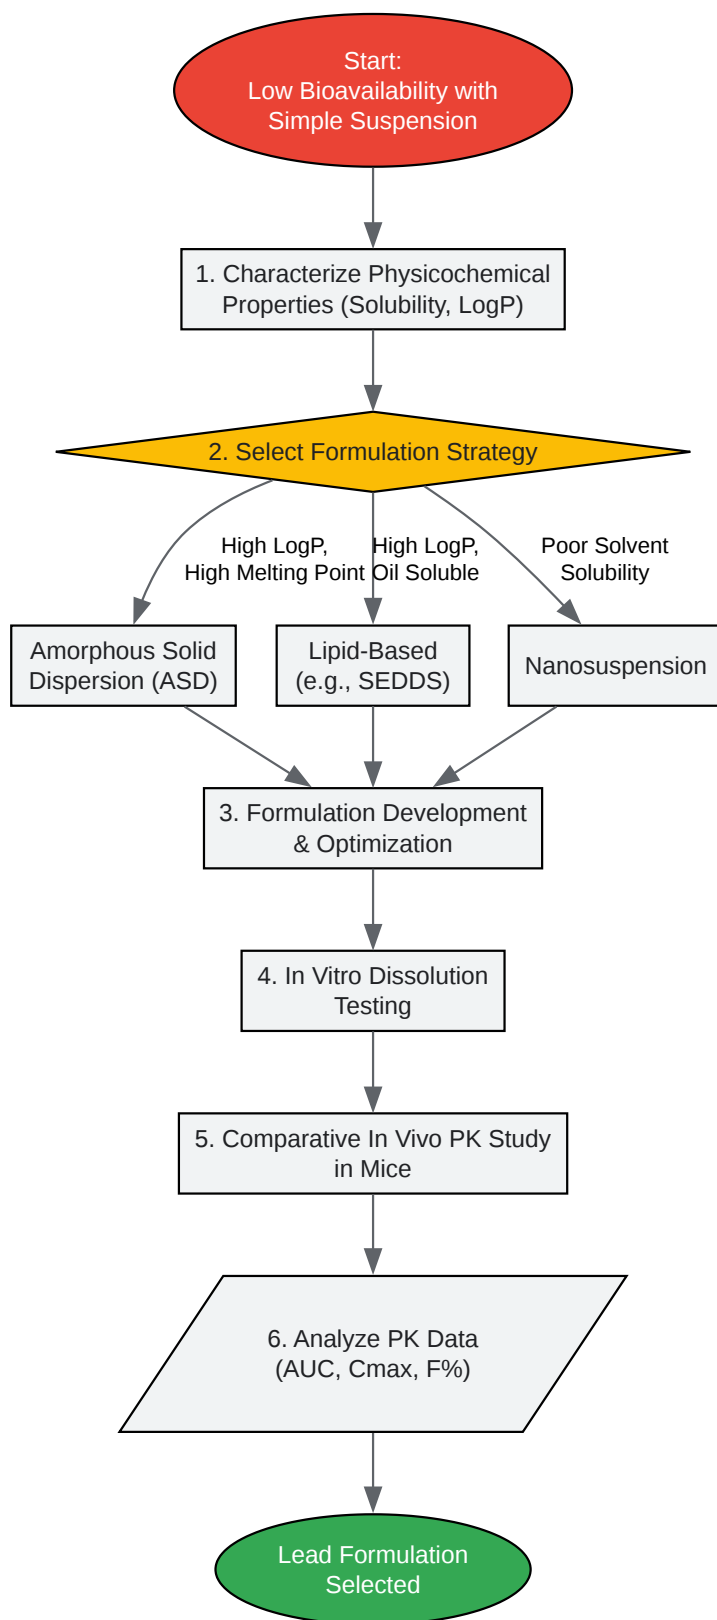 Start:
Low Bioavailability with
Simple Suspension
1. Characterize Physicochemical
Properties (Solubility, LogP)
2. Select Formulation Strategy
High LogP,
High Melting Point
High LogP,
Oil Soluble
Poor Solvent
Solubility
Amorphous Solid
Dispersion (ASD)
Lipid-Based
(e.g., SEDDS)
Nanosuspension
3. Formulation Development
& Optimization
4. In Vitro Dissolution
Testing
5. Comparative In Vivo PK Study
in Mice
6. Analyze PK Data
(AUC, Cmax, F%)
Lead Formulation
Selected